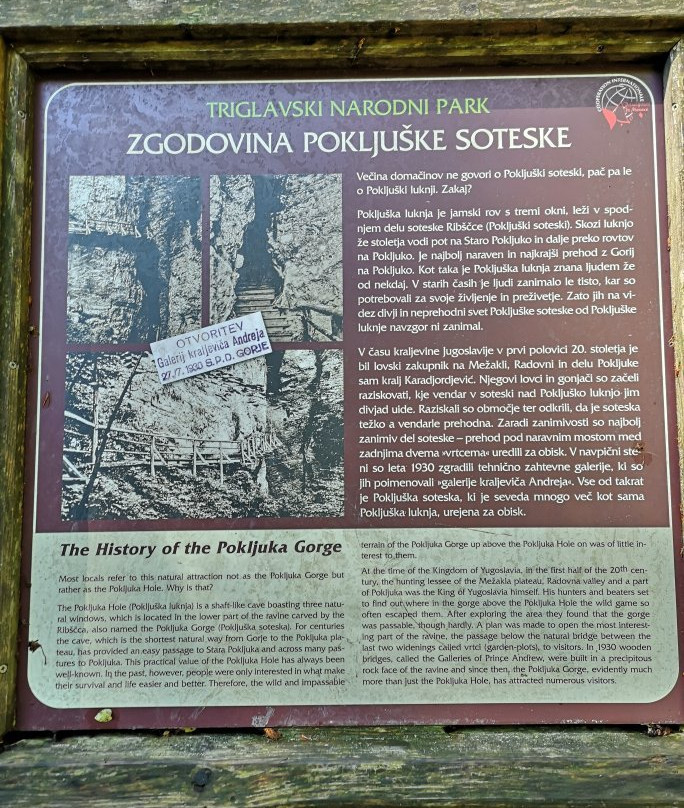 TRIGLAVSKI NARODNI PARK
ZGODOVINA POKLJUŠKE SOTESKE
Večina domačinov ne govori o Pokljuški soteski, pač pa le
o Pokljuški luknji. Zakaj?
Pokljuška luknja je jamski rov s tremi okni, leži v spod-
njem delu soteske Ribščce (Pokljuški soteski). Skozi luknjo
že stoletja vodi pot na Staro Pokljuko in dalje preko rovtov
na Pokljuko. Je najbolj naraven in najkrajši prehod z Gorij
na Pokljuko. Kot taka je Pokljuška luknja znana ljudem že
od nekdaj. V starih časih je ljudi zanimalo le tisto, kar so
potrebovali za svoje življenje in preživetje. Zato jih na vi-
dez divji in neprehodni svet Pokljuške soteske od Pokljuške
luknje navzgor ni zanimal.
V času kraljevine Jugoslavije v prvi polovici 20. stoletja je
bil lovski zakupnik na Mežakli, Radovni in delu Pokljuke
sam kralj Karadjordjević. Njegovi lovci in gonjači so začeli
raziskovati, kje vendar v soteski nad Pokljuško luknjo jim
divjad uide. Raziskali so območje ter odkrili, da je soteska
težko a vendarle prehodna. Zaradi zanimivosti so najbolj
zanimiv del soteske – prehod pod naravnim mostom med
zadnjima dvema »vrtcema« uredili za obisk. V navpični ste-
ni so leta 1930 zgradili tehnično zahtevne galerije, ki so
jih poimenovali »galerije kraljeviča Andreja«. Vse od takrat
je Pokljuška soteska, ki je seveda mnogo več kot sama
Pokljuška luknja, urejena za obisk.
OTVORITEV
Galerij kraljeviča Andreja
27.7.1930 S.P.D. GORJE
The History of the Pokljuka Gorge
Most locals refer to this natural attraction not as the Pokljuka Gorge but
rather as the Pokljuka Hole. Why is that?
The Pokljuka Hole (Pokljuška luknja) is a shaft-like cave boasting three natu-
ral windows, which is located in the lower part of the ravine carved by the
Ribščca, also named the Pokljuka Gorge (Pokljuška soteska). For centuries
the cave, which is the shortest natural way from Gorje to the Pokljuka pla-
teau, has provided an easy passage to Stara Pokljuka and across many pas-
tures to Pokljuka. This practical value of the Pokljuka Hole has always been
well-known. In the past, however, people were only interested in what make
their survival and life easier and better. Therefore, the wild and impassable
terrain of the Pokljuka Gorge up above the Pokljuka Hole on was of little in-
terest to them.
At the time of the Kingdom of Yugoslavia, in the first half of the 20th cen-
tury, the hunting lessee of the Mežakla plateau, Radovna valley and a part
of Pokljuka was the King of Yugoslavia himself. His hunters and beaters set
to find out where in the gorge above the Pokljuka Hole the wild game so
often escaped them. After exploring the area they found that the gorge
was passable, though hardly. A plan was made to open the most interest-
ing part of the ravine, the passage below the natural bridge between the
last two widenings called vrtci (garden-plots), to visitors. In 1930 wooden
bridges, called the Galleries of Prince Andrew, were built in a precipitous
rock face of the ravine and since then, the Pokljuka Gorge, evidently much
more than just the Pokljuka Hole, has attracted numerous visitors.